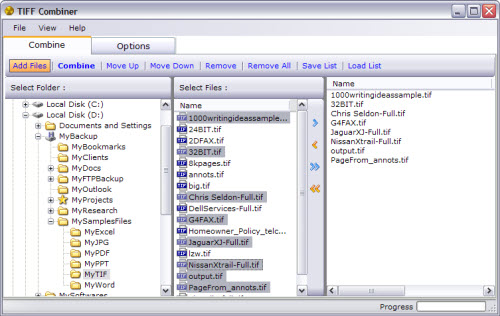 TIFF Combiner
File View Help
Combine Options
Add Files Combine Move Up Move Down Remove Remove All Save List Load List
Select Folder :
Local Disk (C:)
Local Disk (D:)
Documents and Settings
MyBackup
MyBookmarks
MyClients
MyDocs
MyFTPBackup
MyOutlook
MyProjects
MyResearch
MySamplesFiles
MyExcel
MyJPG
MyPDF
MyPPT
MyTIF
MyWord
MySoftwares
Select Files :
Name
1000writingideassample...
24BIT.tif
2DFAX.tif
32BIT.tif
8kpages.tif
annots.tif
big.tif
Chris Seldon-Full.tif
DellServices-Full.tif
G4FAX.tif
Homeowner_Policy_telc...
JaguarXJ-Full.tif
lzw.tif
NissanXtrail-Full.tif
output.tif
PageFrom_annots.tif
Name
1000writingideassample.tif
32BIT.tif
Chris Seldon-Full.tif
G4FAX.tif
JaguarXJ-Full.tif
NissanXtrail-Full.tif
output.tif
PageFrom_annots.tif
Progress